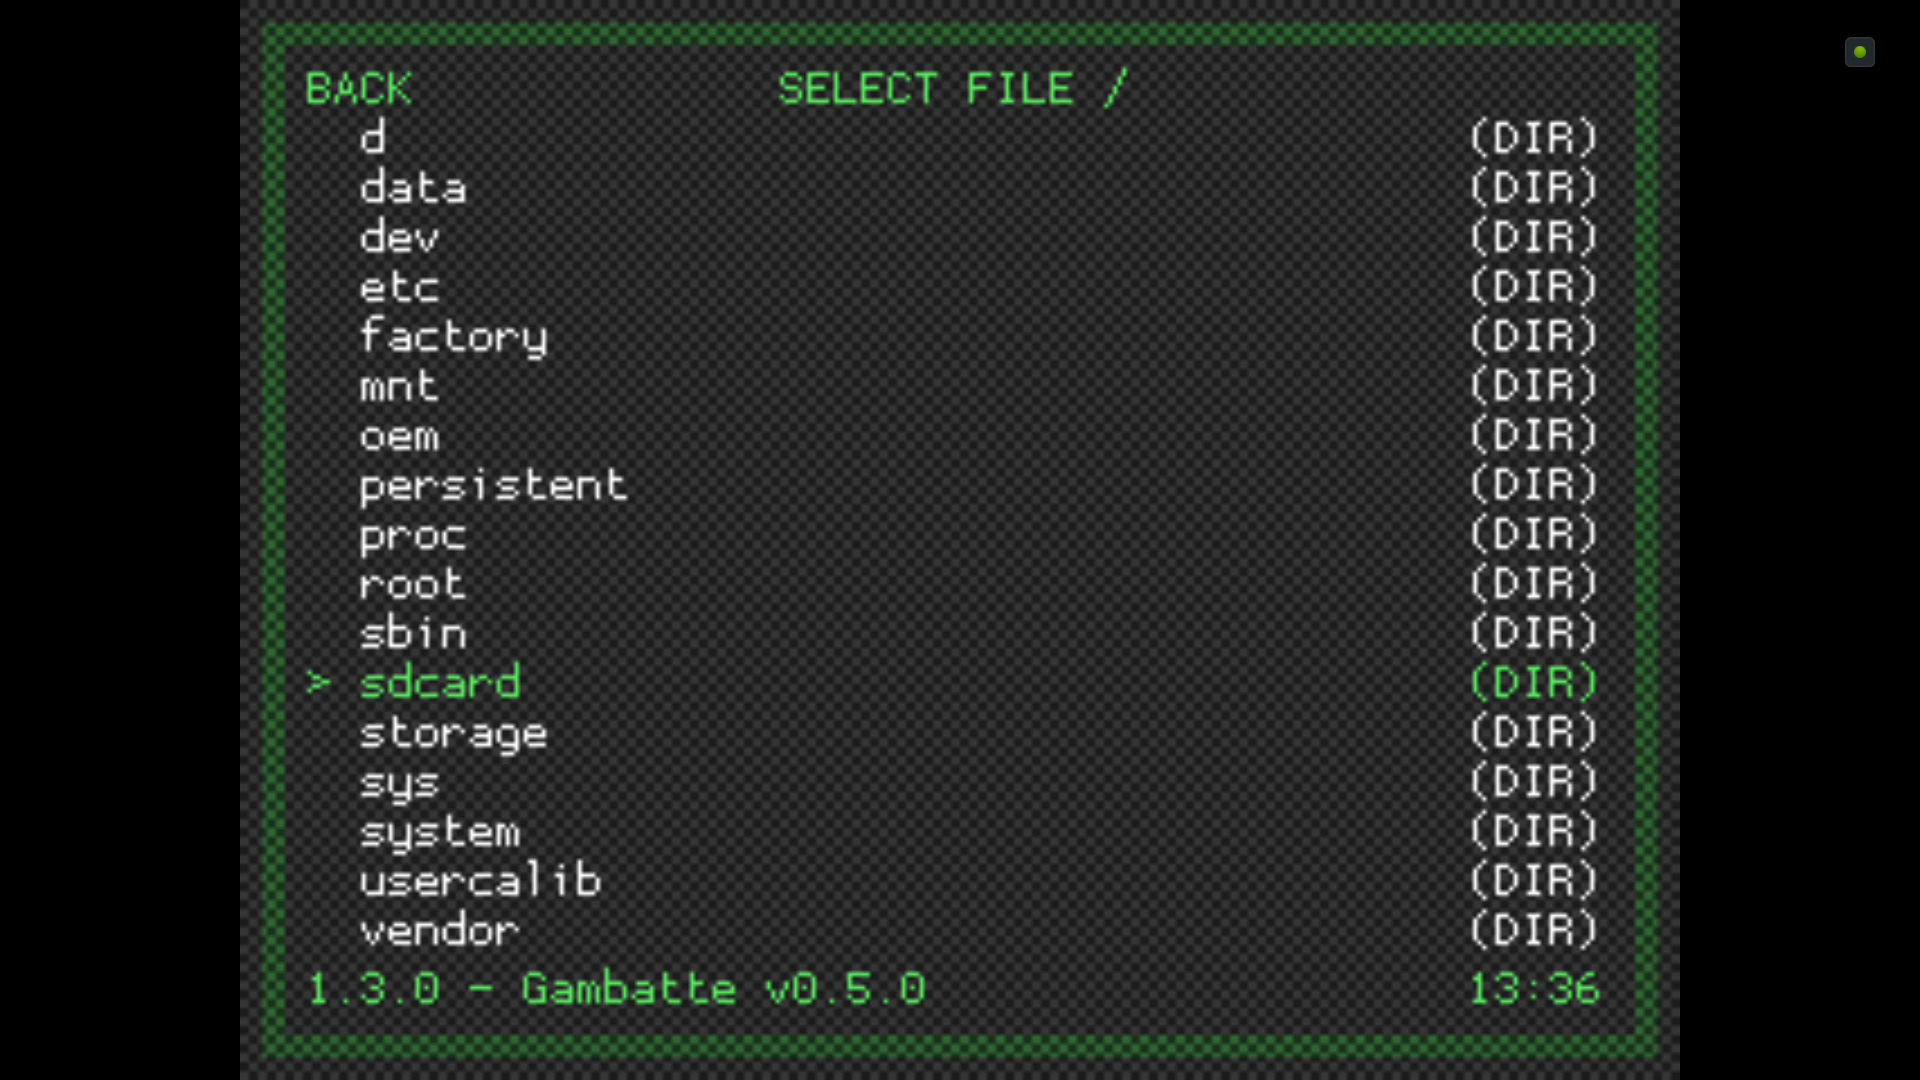 BACK SELECT FILE /
d (DIR)
data (DIR)
dev (DIR)
etc (DIR)
factory (DIR)
mnt (DIR)
oem (DIR)
persistent (DIR)
proc (DIR)
root (DIR)
sbin (DIR)
> sdcard (DIR)
storage (DIR)
sys (DIR)
system (DIR)
usercalib (DIR)
vendor (DIR)
1.3.0 - Gambatte v0.5.0 13:36